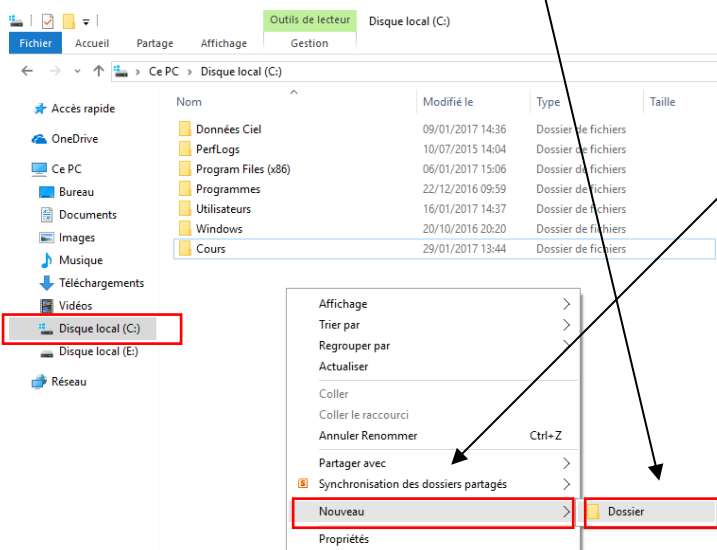 Outils de lecteur Disque local (C:)
Fichier Accueil Partage Affichage Gestion
Ce PC > Disque local (C:)
Accès rapide
OneDrive
Ce PC
Bureau
Documents
Images
Musique
Téléchargements
Vidéos
Disque local (C:)
Disque local (E:)
Réseau
Nom Modifié le Type Taille
Données Ciel 09/01/2017 14:36 Dossier de fichiers
PerfLogs 10/07/2015 14:04 Dossier de fichiers
Program Files (x86) 06/01/2017 15:06 Dossier de fichiers
Programmes 22/12/2016 09:59 Dossier de fichiers
Utilisateurs 16/01/2017 14:37 Dossier de fichiers
Windows 20/10/2016 20:20 Dossier de fichiers
Cours 29/01/2017 13:44 Dossier de fichiers
Affichage
Trier par
Regrouper par
Actualiser
Coller
Coller le raccourci
Annuler Renommer Ctrl+Z
Partager avec
S Synchronisation des dossiers partagés
Nouveau
Dossier
Propriétés